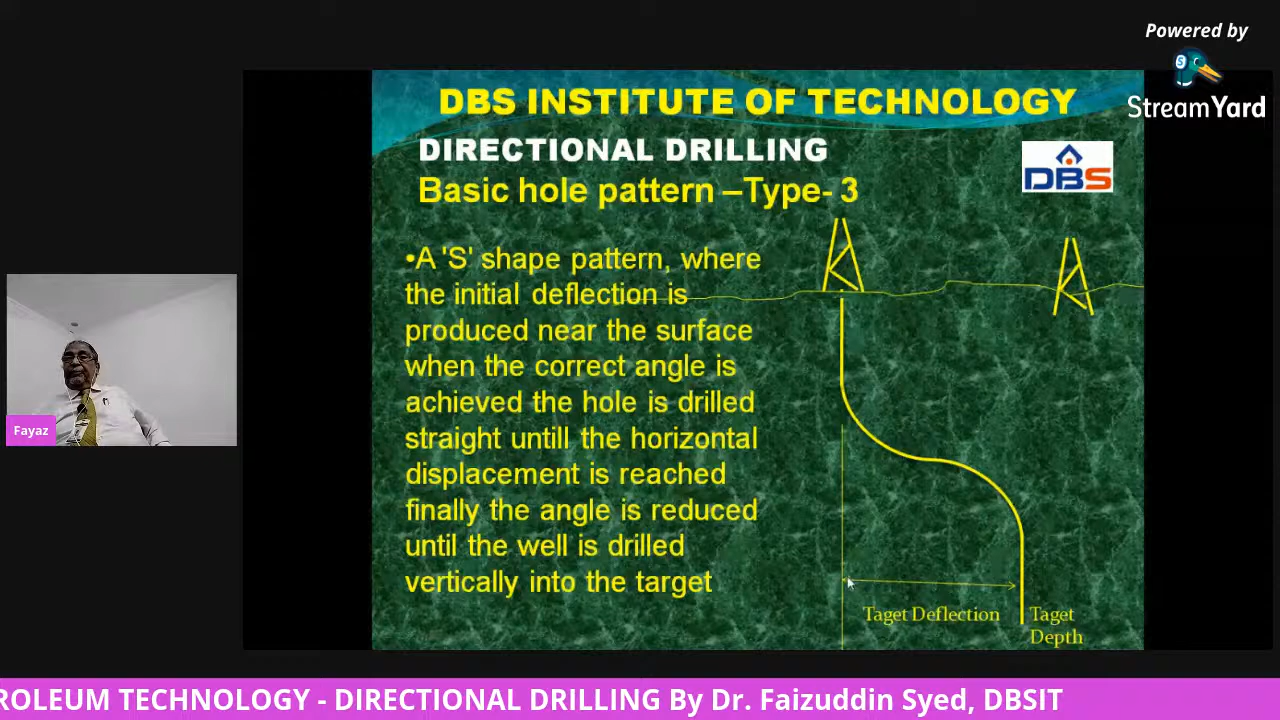 Powered by
StreamYard
DBS INSTITUTE OF TECHNOLOGY
DIRECTIONAL DRILLING
DBS
Basic hole pattern –Type- 3
•A 'S' shape pattern, where
the initial deflection is
produced near the surface
when the correct angle is
achieved the hole is drilled
straight untill the horizontal
displacement is reached
finally the angle is reduced
until the well is drilled
vertically into the target
Taget Deflection
Taget
Depth
Fayaz
ROLEUM TECHNOLOGY - DIRECTIONAL DRILLING By Dr. Faizuddin Syed, DBSIT